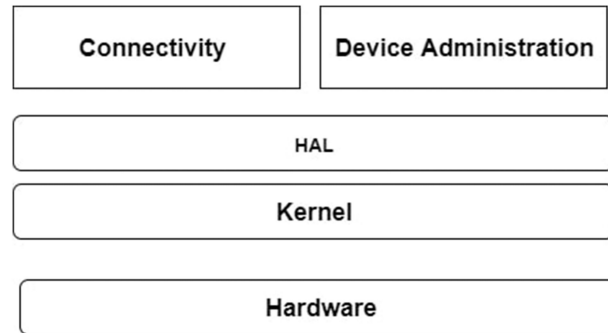 Connectivity
Device Administration
HAL
Kernel
Hardware